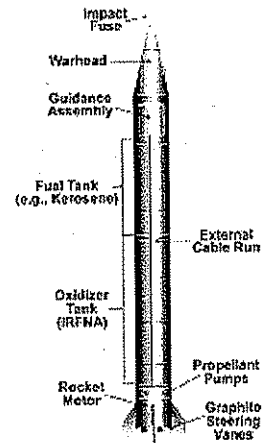 Impact
Fuse
Warhead
Guidance
Assembly
Fuel Tank
(e.g., Kerosene)
External
Cable Run
Oxidizer
Tank
(IRFNA)
Propellant
Pumps
Rocket
Motor
Graphite
Steering
Vanes